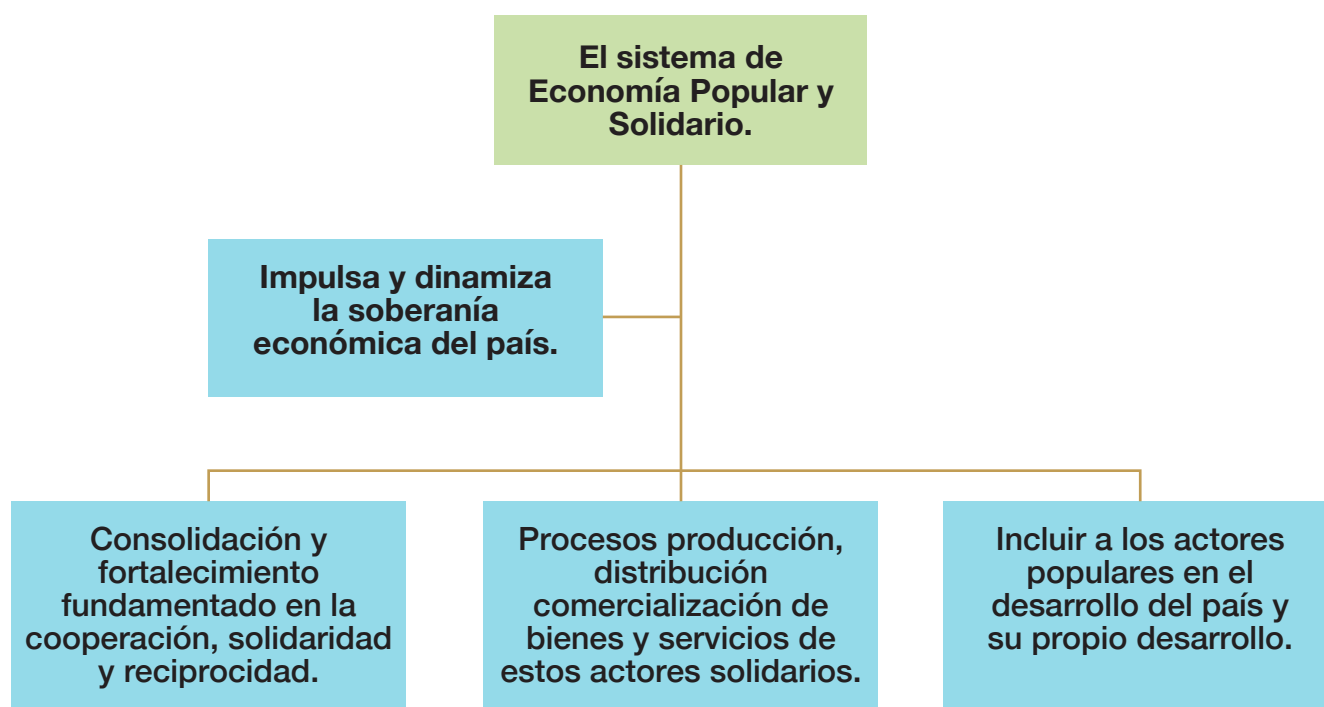 El sistema de
Economía Popular y
Solidario.
Impulsa y dinamiza
la soberanía
económica del país.
Consolidación y
fortalecimiento
fundamentado en la
cooperación, solidaridad
y reciprocidad.
Procesos producción,
distribución
comercialización de
bienes y servicios de
estos actores solidarios.
Incluir a los actores
populares en el
desarrollo del país y
su propio desarrollo.